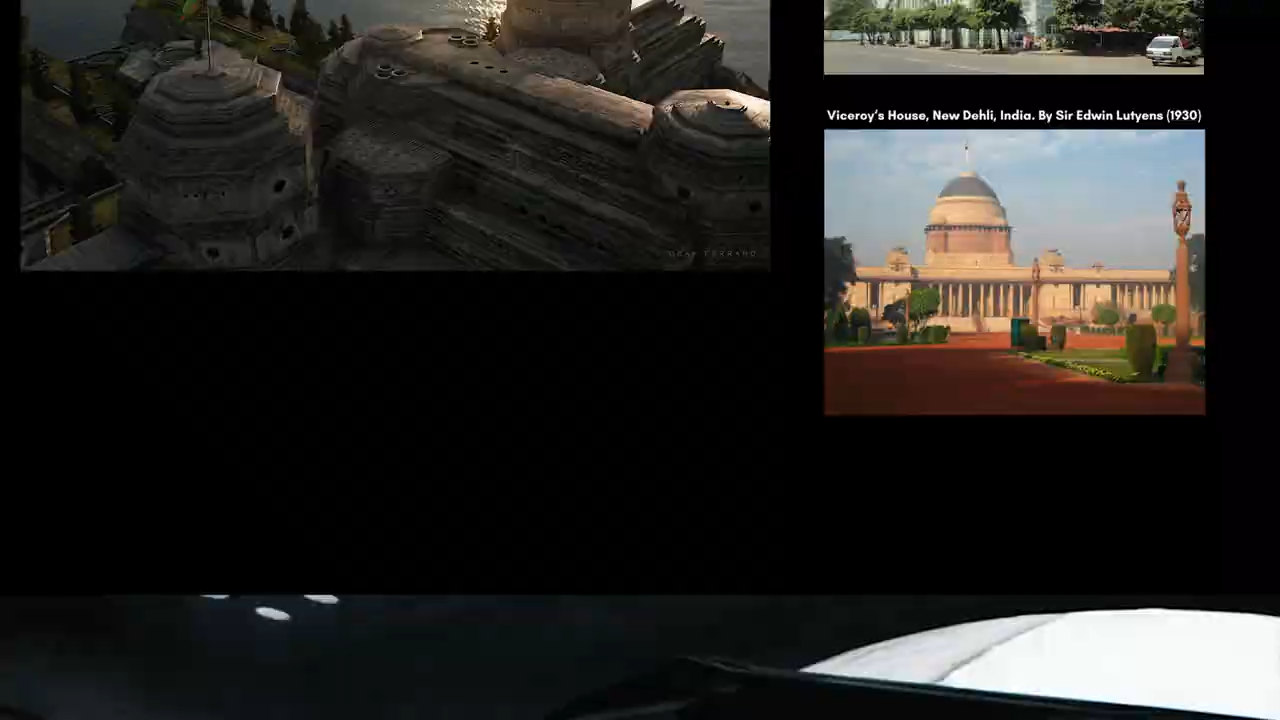 Viceroy's House, New Dehli, India. By Sir Edwin Lutyens (1930)